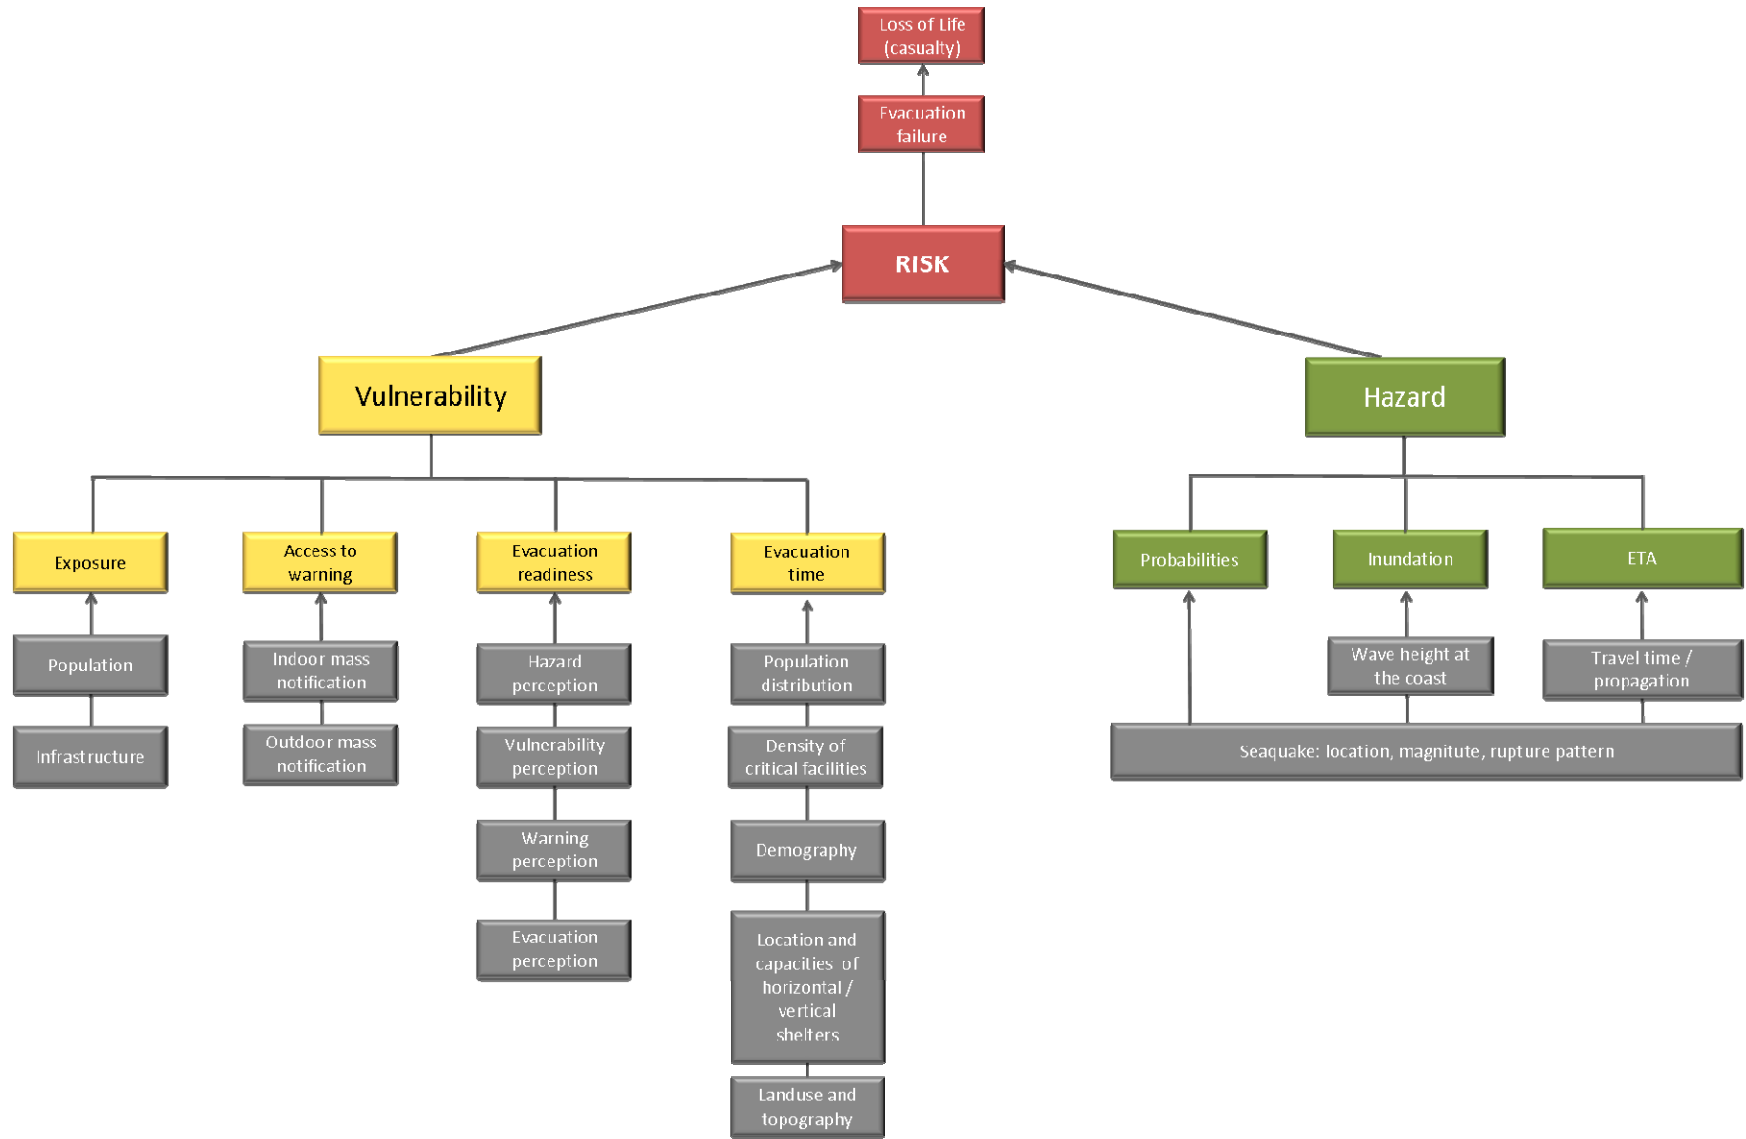 Loss of Life
(casualty)
Evacuation
failure
RISK
Vulnerability
Hazard
Exposure
Access to
warning
Evacuation
readiness
Evacuation
time
Probabilities
Inundation
ETA
Population
Infrastructure
Indoor mass
notification
Outdoor mass
notification
Hazard
perception
Vulnerability
perception
Warning
perception
Evacuation
perception
Population
distribution
Density of
critical facilities
Demography
Location and
capacities of
horizontal /
vertical
shelters
Landuse and
topography
Wave height at
the coast
Travel time /
propagation
Seaquake: location, magnitute, rupture pattern